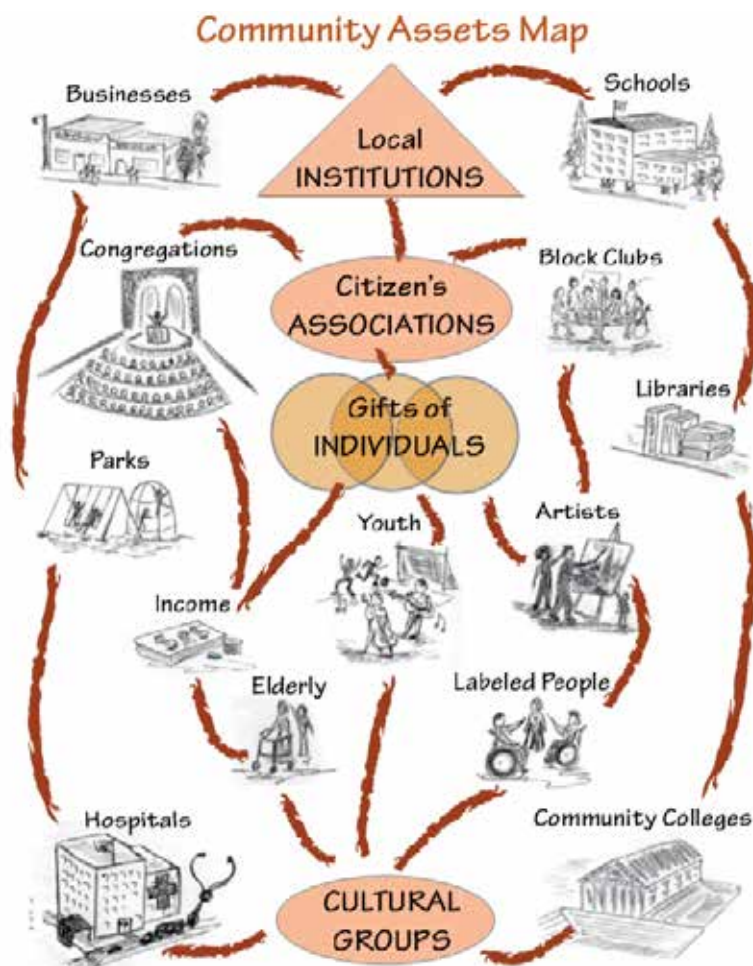 Community Assets Map
Businesses
Schools
Local
INSTITUTIONS
Congregations
Block Clubs
Citizen's
ASSOCIATIONS
Libraries
Gifts of
INDIVIDUALS
Parks
Youth
Artists
Income
Elderly
Labeled People
Hospitals
Community Colleges
CULTURAL
GROUPS